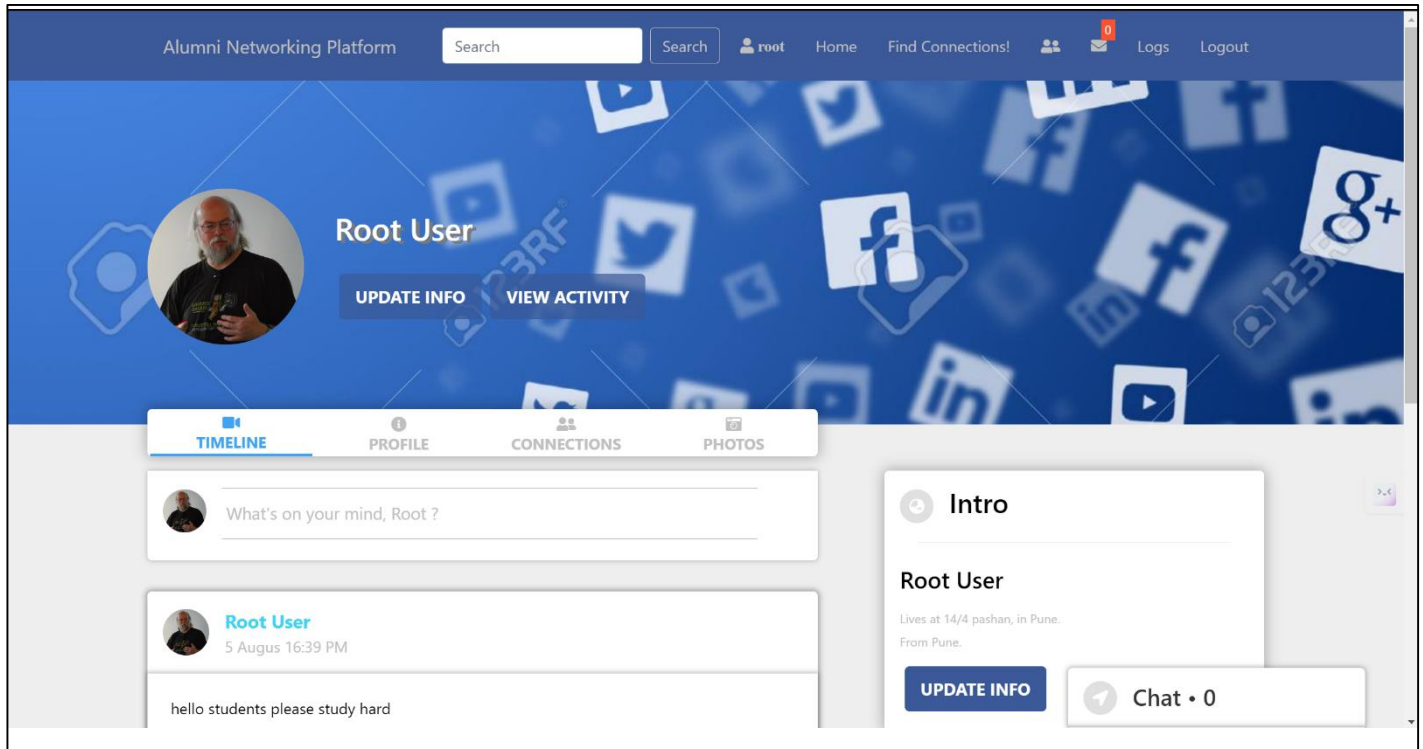 Alumni Networking Platform Search Search root Home Find Connections! 0 Logs Logout
Root User
UPDATE INFO VIEW ACTIVITY
123RF
123RF
TIMELINE PROFILE CONNECTIONS PHOTOS
What's on your mind, Root ?
Root User
5 Augus 16:39 PM
hello students please study hard
Intro
Root User
Lives at 14/4 pashan, in Pune.
From Pune.
UPDATE INFO
Chat • 0